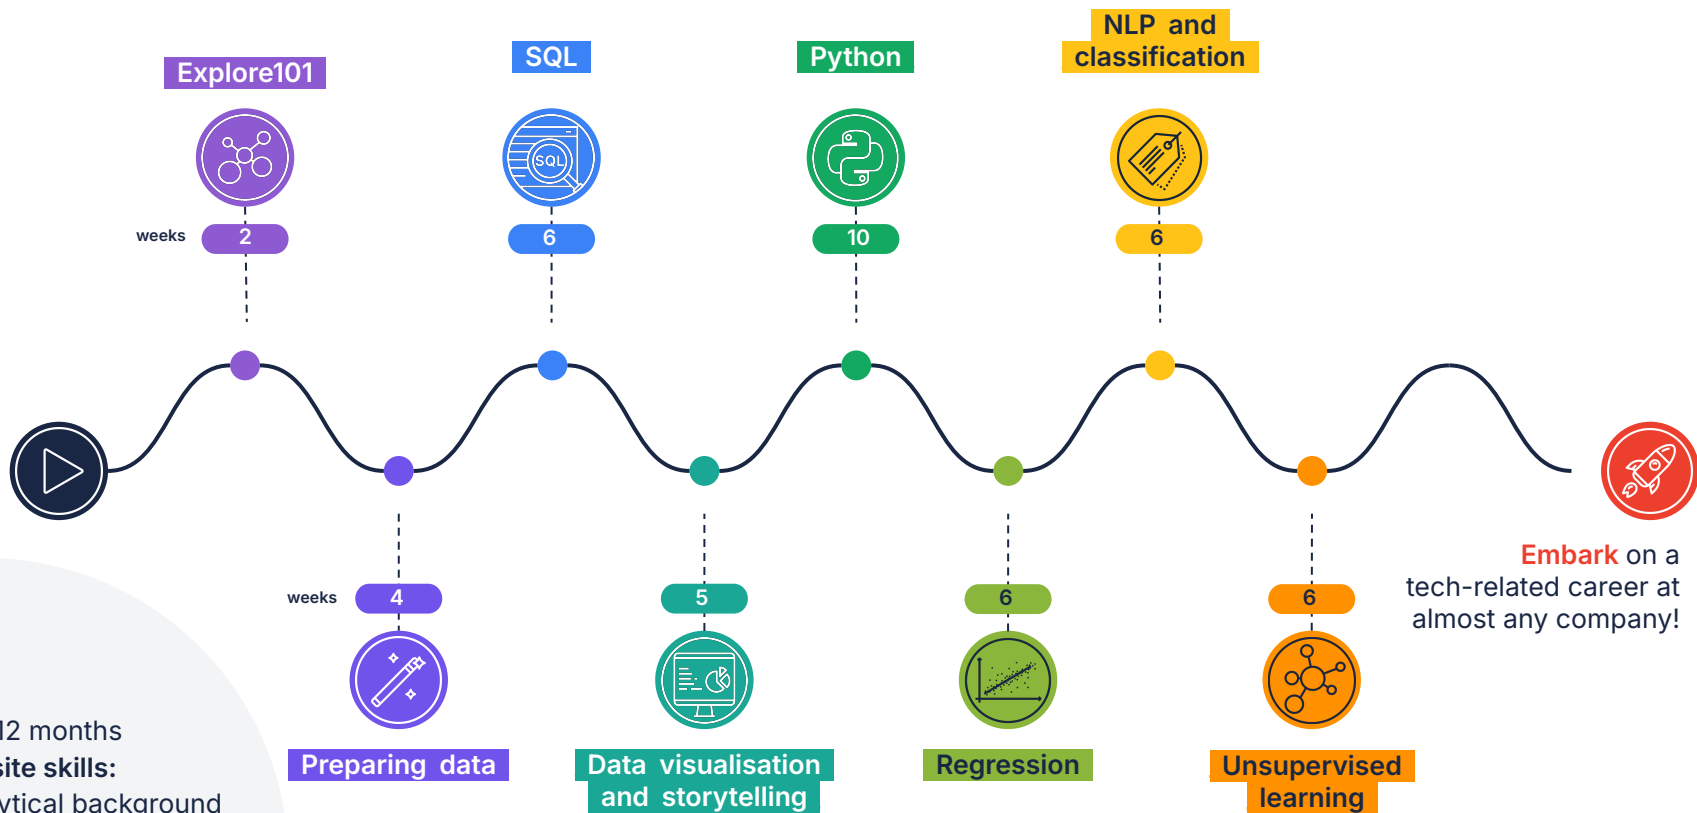 Explore101
SQL
Python
NLP and
classification
SQL
weeks
2
6
10
6
Embark on a
tech-related career at
almost any company!
weeks
4
5
6
6
Preparing data
Data visualisation
and storytelling
Regression
Unsupervised
learning
12 months
site skills:
ytical background